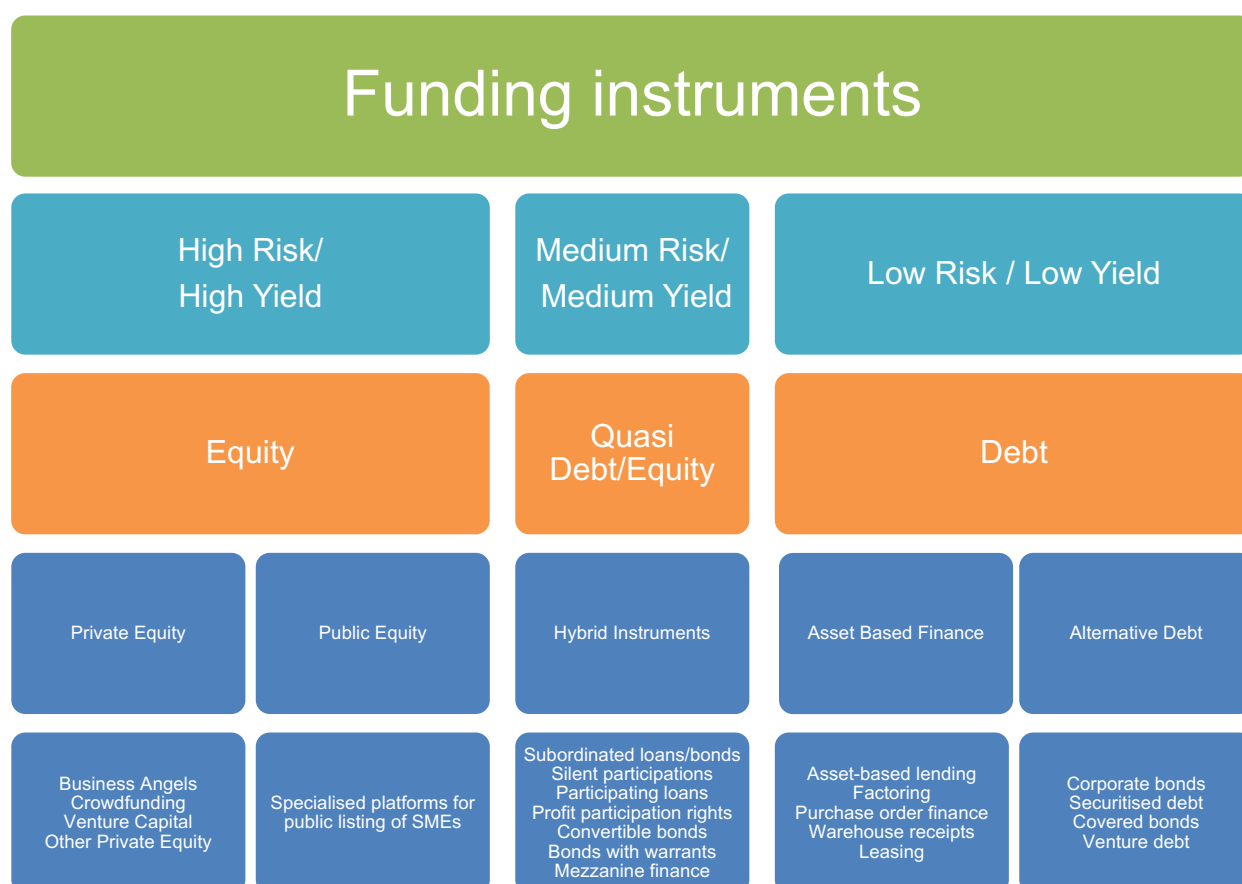 Funding instruments
High Risk/
High Yield
Medium Risk/
Medium Yield
Low Risk / Low Yield
Equity
Quasi
Debt/Equity
Debt
Private Equity
Public Equity
Hybrid Instruments
Asset Based Finance
Alternative Debt
Business Angels
Crowdfunding
Venture Capital
Other Private Equity
Specialised platforms for
public listing of SMEs
Subordinated loans/bonds
Silent participations
Participating loans
Profit participation rights
Convertible bonds
Bonds with warrants
Mezzanine finance
Asset-based lending
Factoring
Purchase order finance
Warehouse receipts
Leasing
Corporate bonds
Securitised debt
Covered bonds
Venture debt